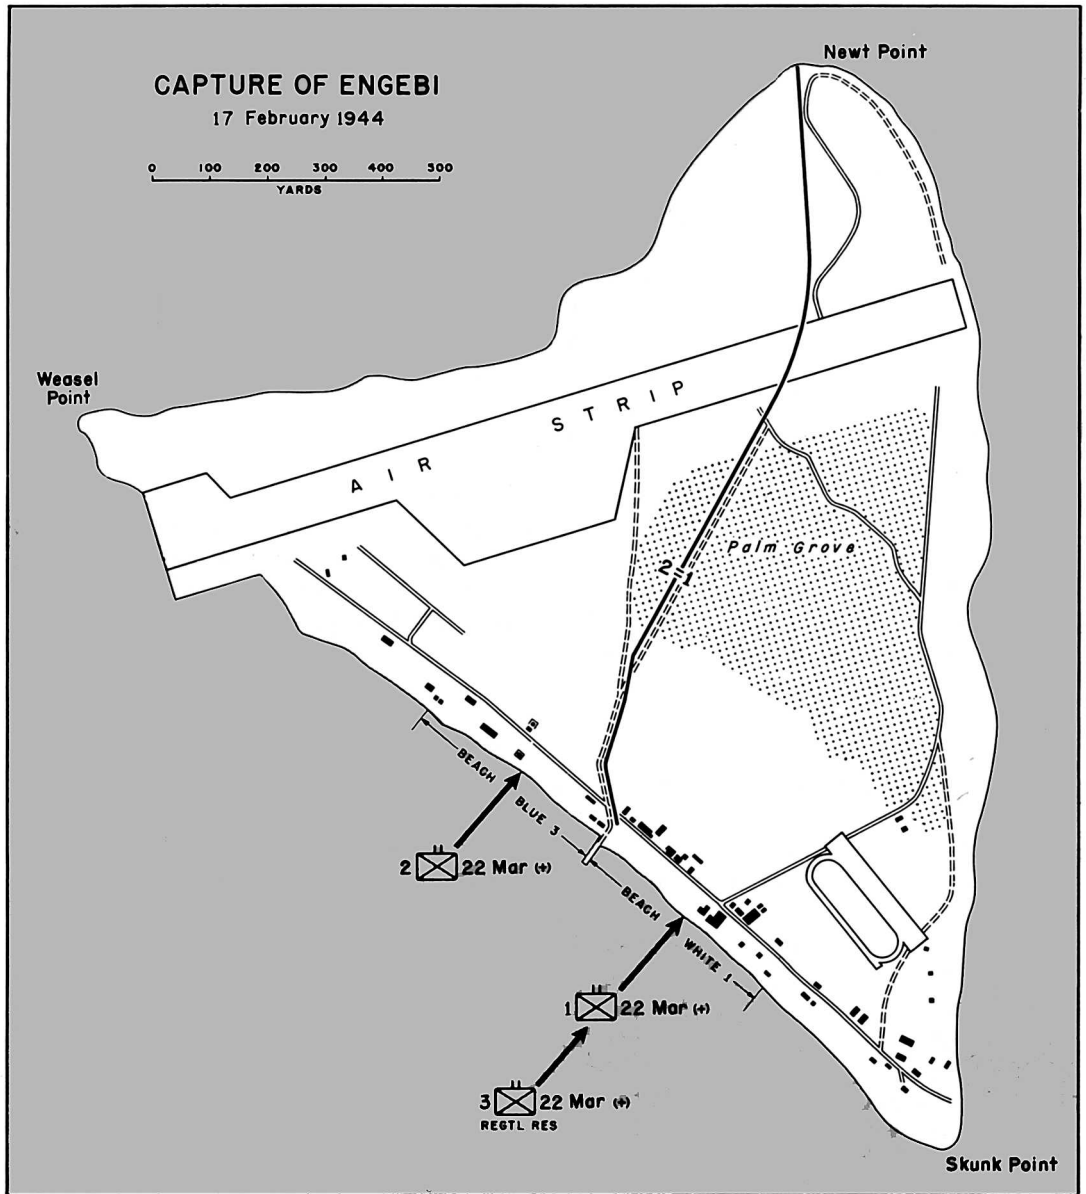 CAPTURE OF ENGEBI
17 February 1944
0 100 200 300 400 500
YARDS
Newt Point
Weasel
Point
AIR STRIP
Palm Grove
2=1
BEACH BLUE 3
2 22 Mar (+)
BEACH WHITE 1
1 22 Mar (+)
3 22 Mar (+)
REGTL RES
Skunk Point